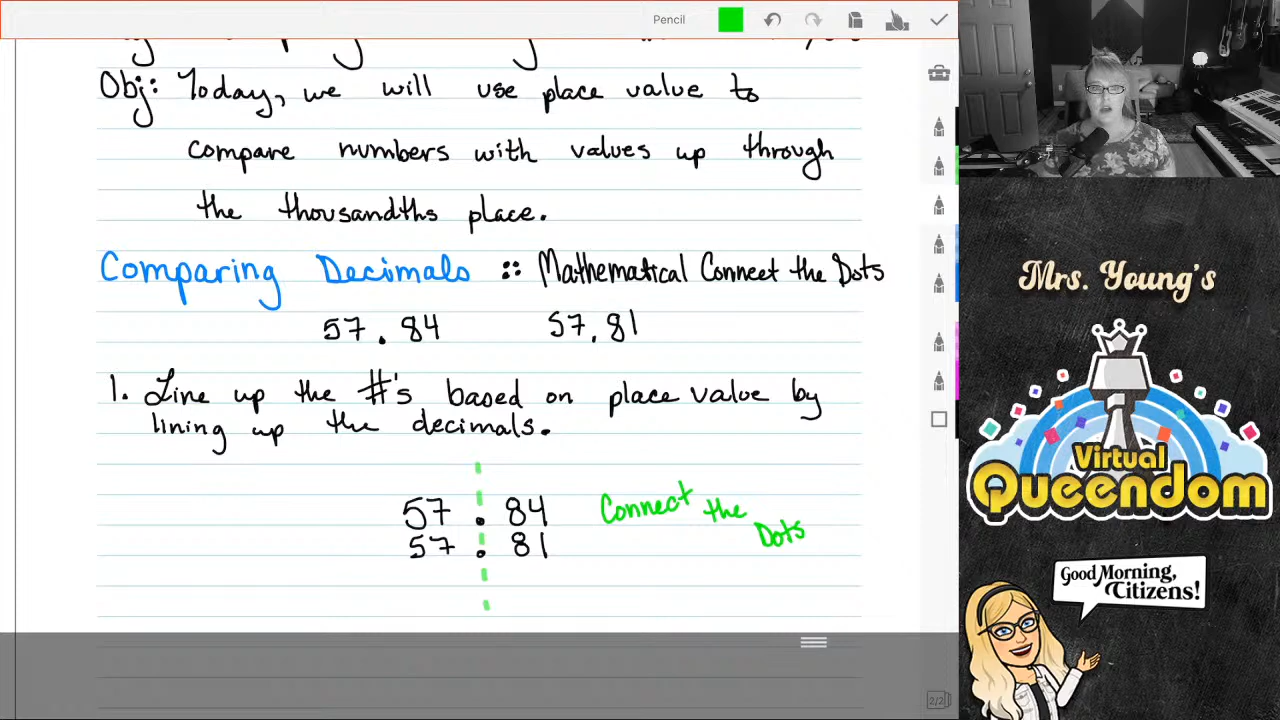 Pencil
Obj: Today, we will use place value to
compare numbers with values up through
the thousandths place.
Comparing Decimals :: Mathematical Connect the Dots
57.84 57.81
1. Line up the #'s based on place value by
lining up the decimals.
57.84
57.81
Connect the Dots
2/2
Mrs. Young's
Virtual
Queendom
Good Morning,
Citizens!